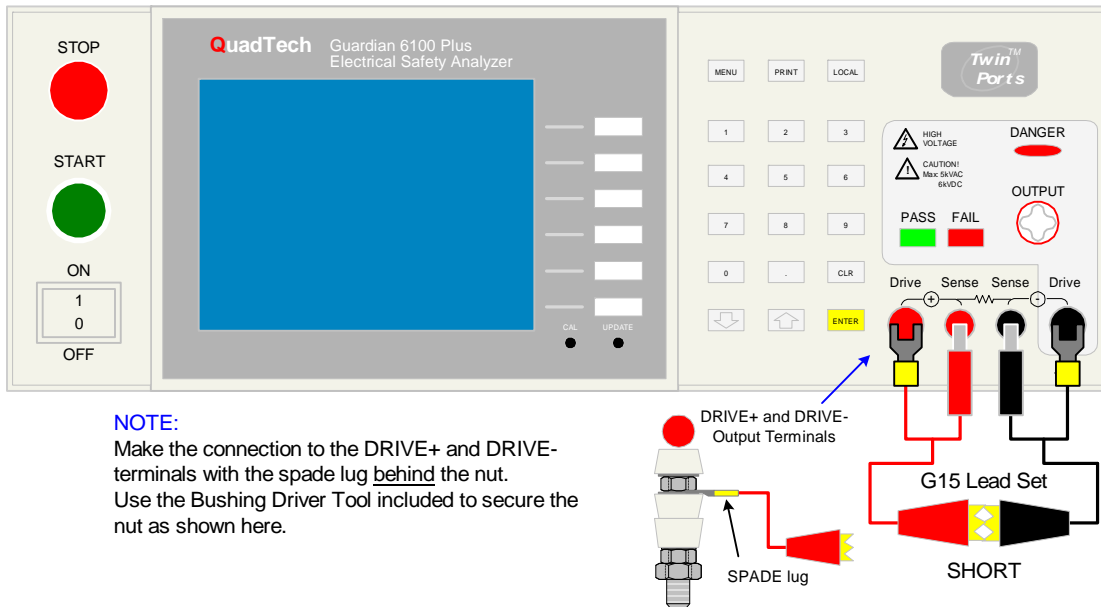 STOP
START
ON
1
0
OFF
QuadTech
Guardian 6100 Plus
Electrical Safety Analyzer
CAL
UPDATE
MENU
PRINT
LOCAL
1
2
3
4
5
6
7
8
9
0
.
CLR
ENTER
Twin TM
Ports
HIGH
VOLTAGE
CAUTION!
Max: 5kVAC
6kVDC
DANGER
OUTPUT
PASS
FAIL
Drive
Sense
Sense
Drive
+
-
NOTE:
Make the connection to the DRIVE+ and DRIVE-
terminals with the spade lug behind the nut.
Use the Bushing Driver Tool included to secure the
nut as shown here.
DRIVE+ and DRIVE-
Output Terminals
SPADE lug
G15 Lead Set
SHORT